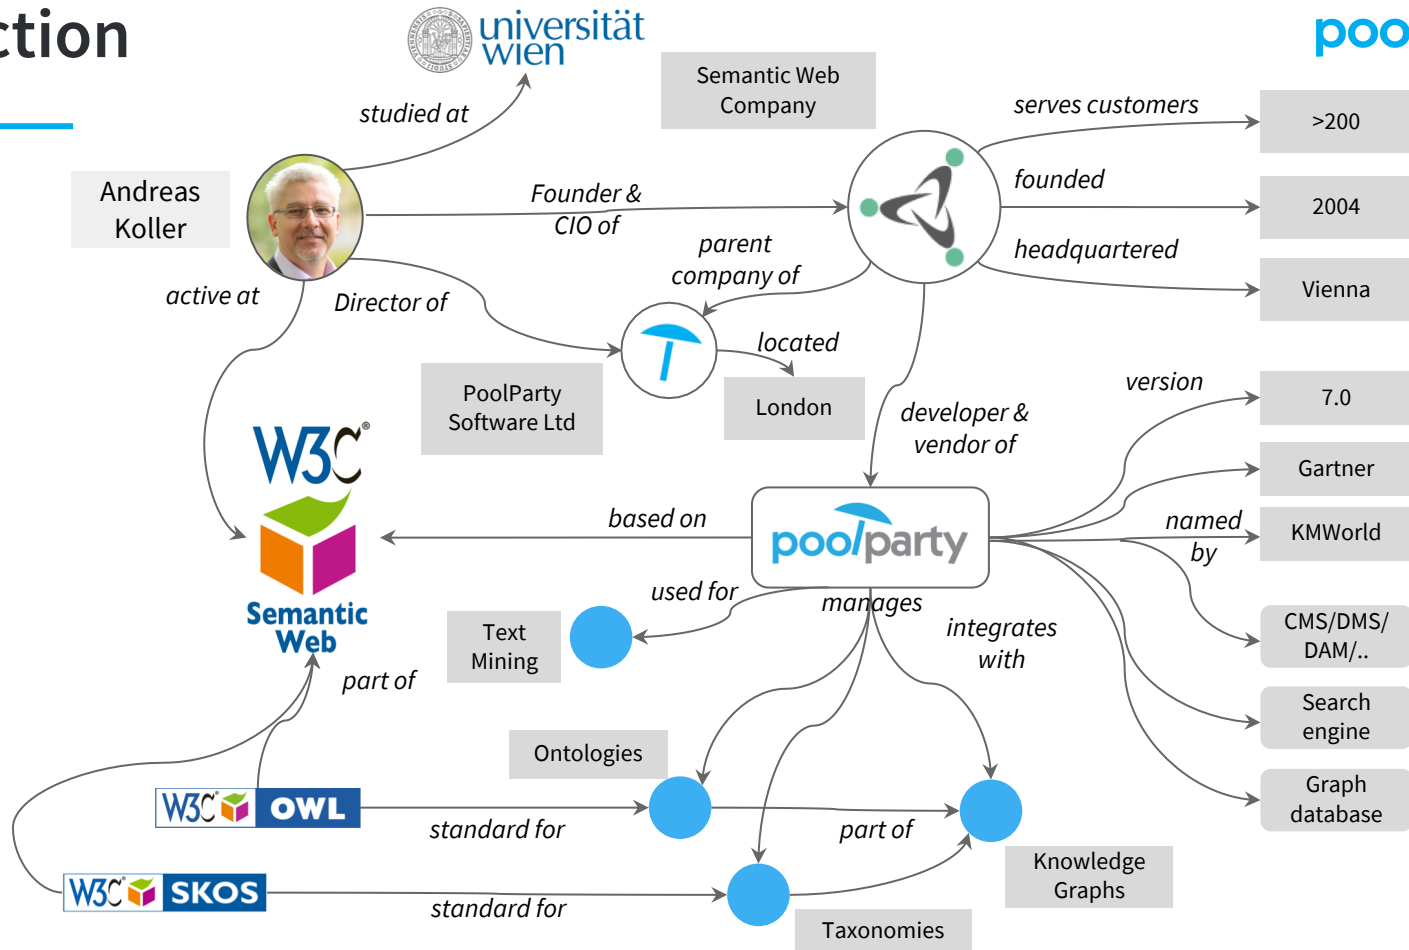 ction
universität
wien
poo
Semantic Web
Company
studied at
serves customers
>200
Andreas
Koller
Founder &
CIO of
founded
2004
parent
company of
headquartered
Vienna
active at
Director of
located
PoolParty
Software Ltd
London
version
7.0
developer &
vendor of
W3C®
Semantic
Web
Gartner
based on
poolparty
named
by
KMWorld
used for
manages
integrates
with
Text
Mining
CMS/DMS/
DAM/..
part of
Search
engine
Ontologies
Graph
database
W3C OWL
standard for
part of
Knowledge
Graphs
W3C SKOS
standard for
Taxonomies